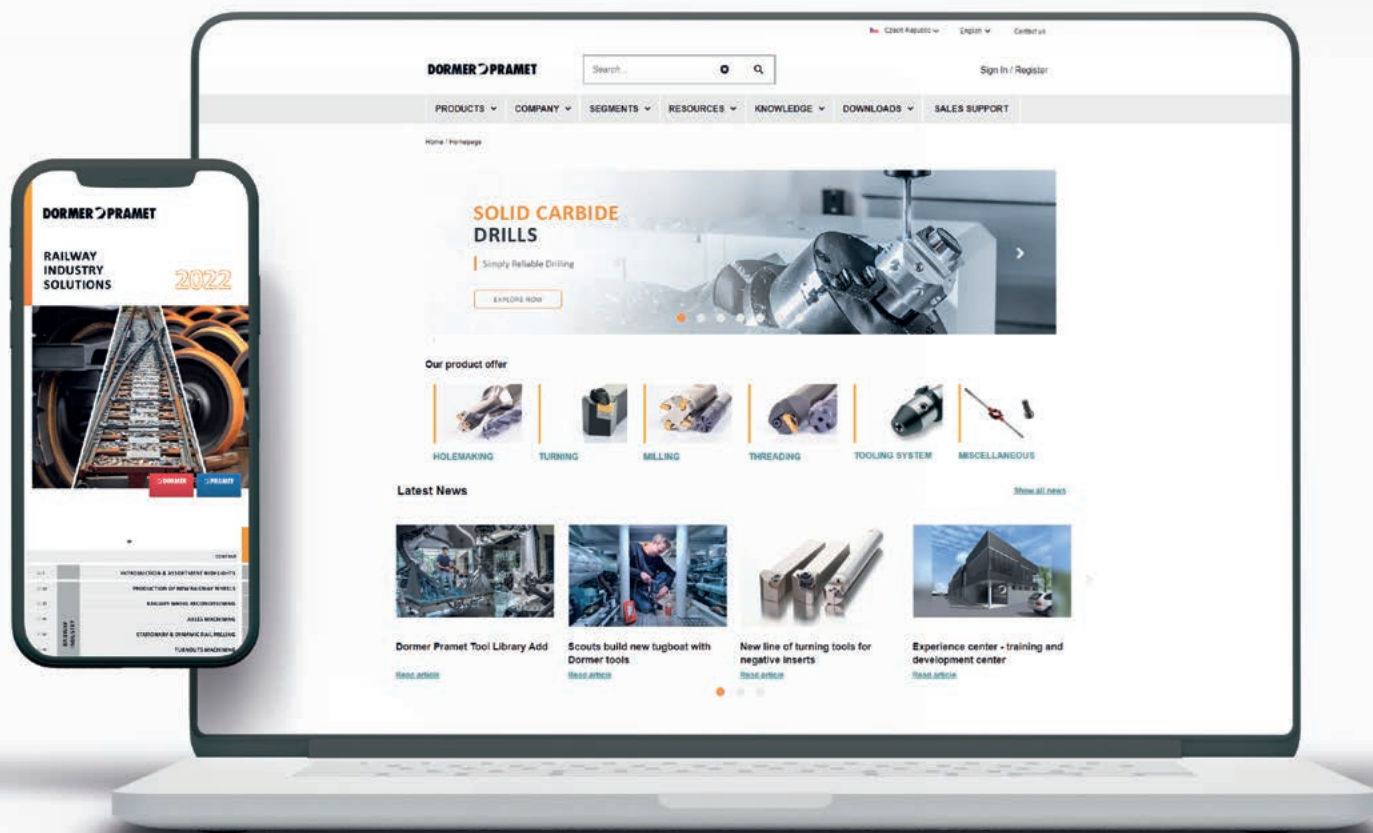 Czech Republic English Contact us
DORMER PRAMET Search... Sign In / Register
PRODUCTS COMPANY SEGMENTS RESOURCES KNOWLEDGE DOWNLOADS SALES SUPPORT
Home / Homepage
SOLID CARBIDE
DRILLS
Simply Reliable Drilling
EXPLORE NOW
Our product offer
HOLEMAKING TURNING MILLING THREADING TOOLING SYSTEM MISCELLANEOUS
Latest News Show all news
Dormer Pramet Tool Library Add
Read article
Scouts build new tugboat with
Dormer tools
Read article
New line of turning tools for
negative inserts
Read article
Experience center - training and
development center
Read article
DORMER PRAMET
RAILWAY
INDUSTRY
SOLUTIONS
2022
DORMER PRAMET
INTRODUCTION & ASSORTMENT HIGHLIGHTS
PRODUCTION OF NEW RAILWAY WHEELS
RAILWAY WHEEL RECONDITIONING
AXLES MACHINING
STATIONARY & DYNAMIC RAIL MILLING
TURNOUTS MACHINING
RAILWAY
INDUSTRY